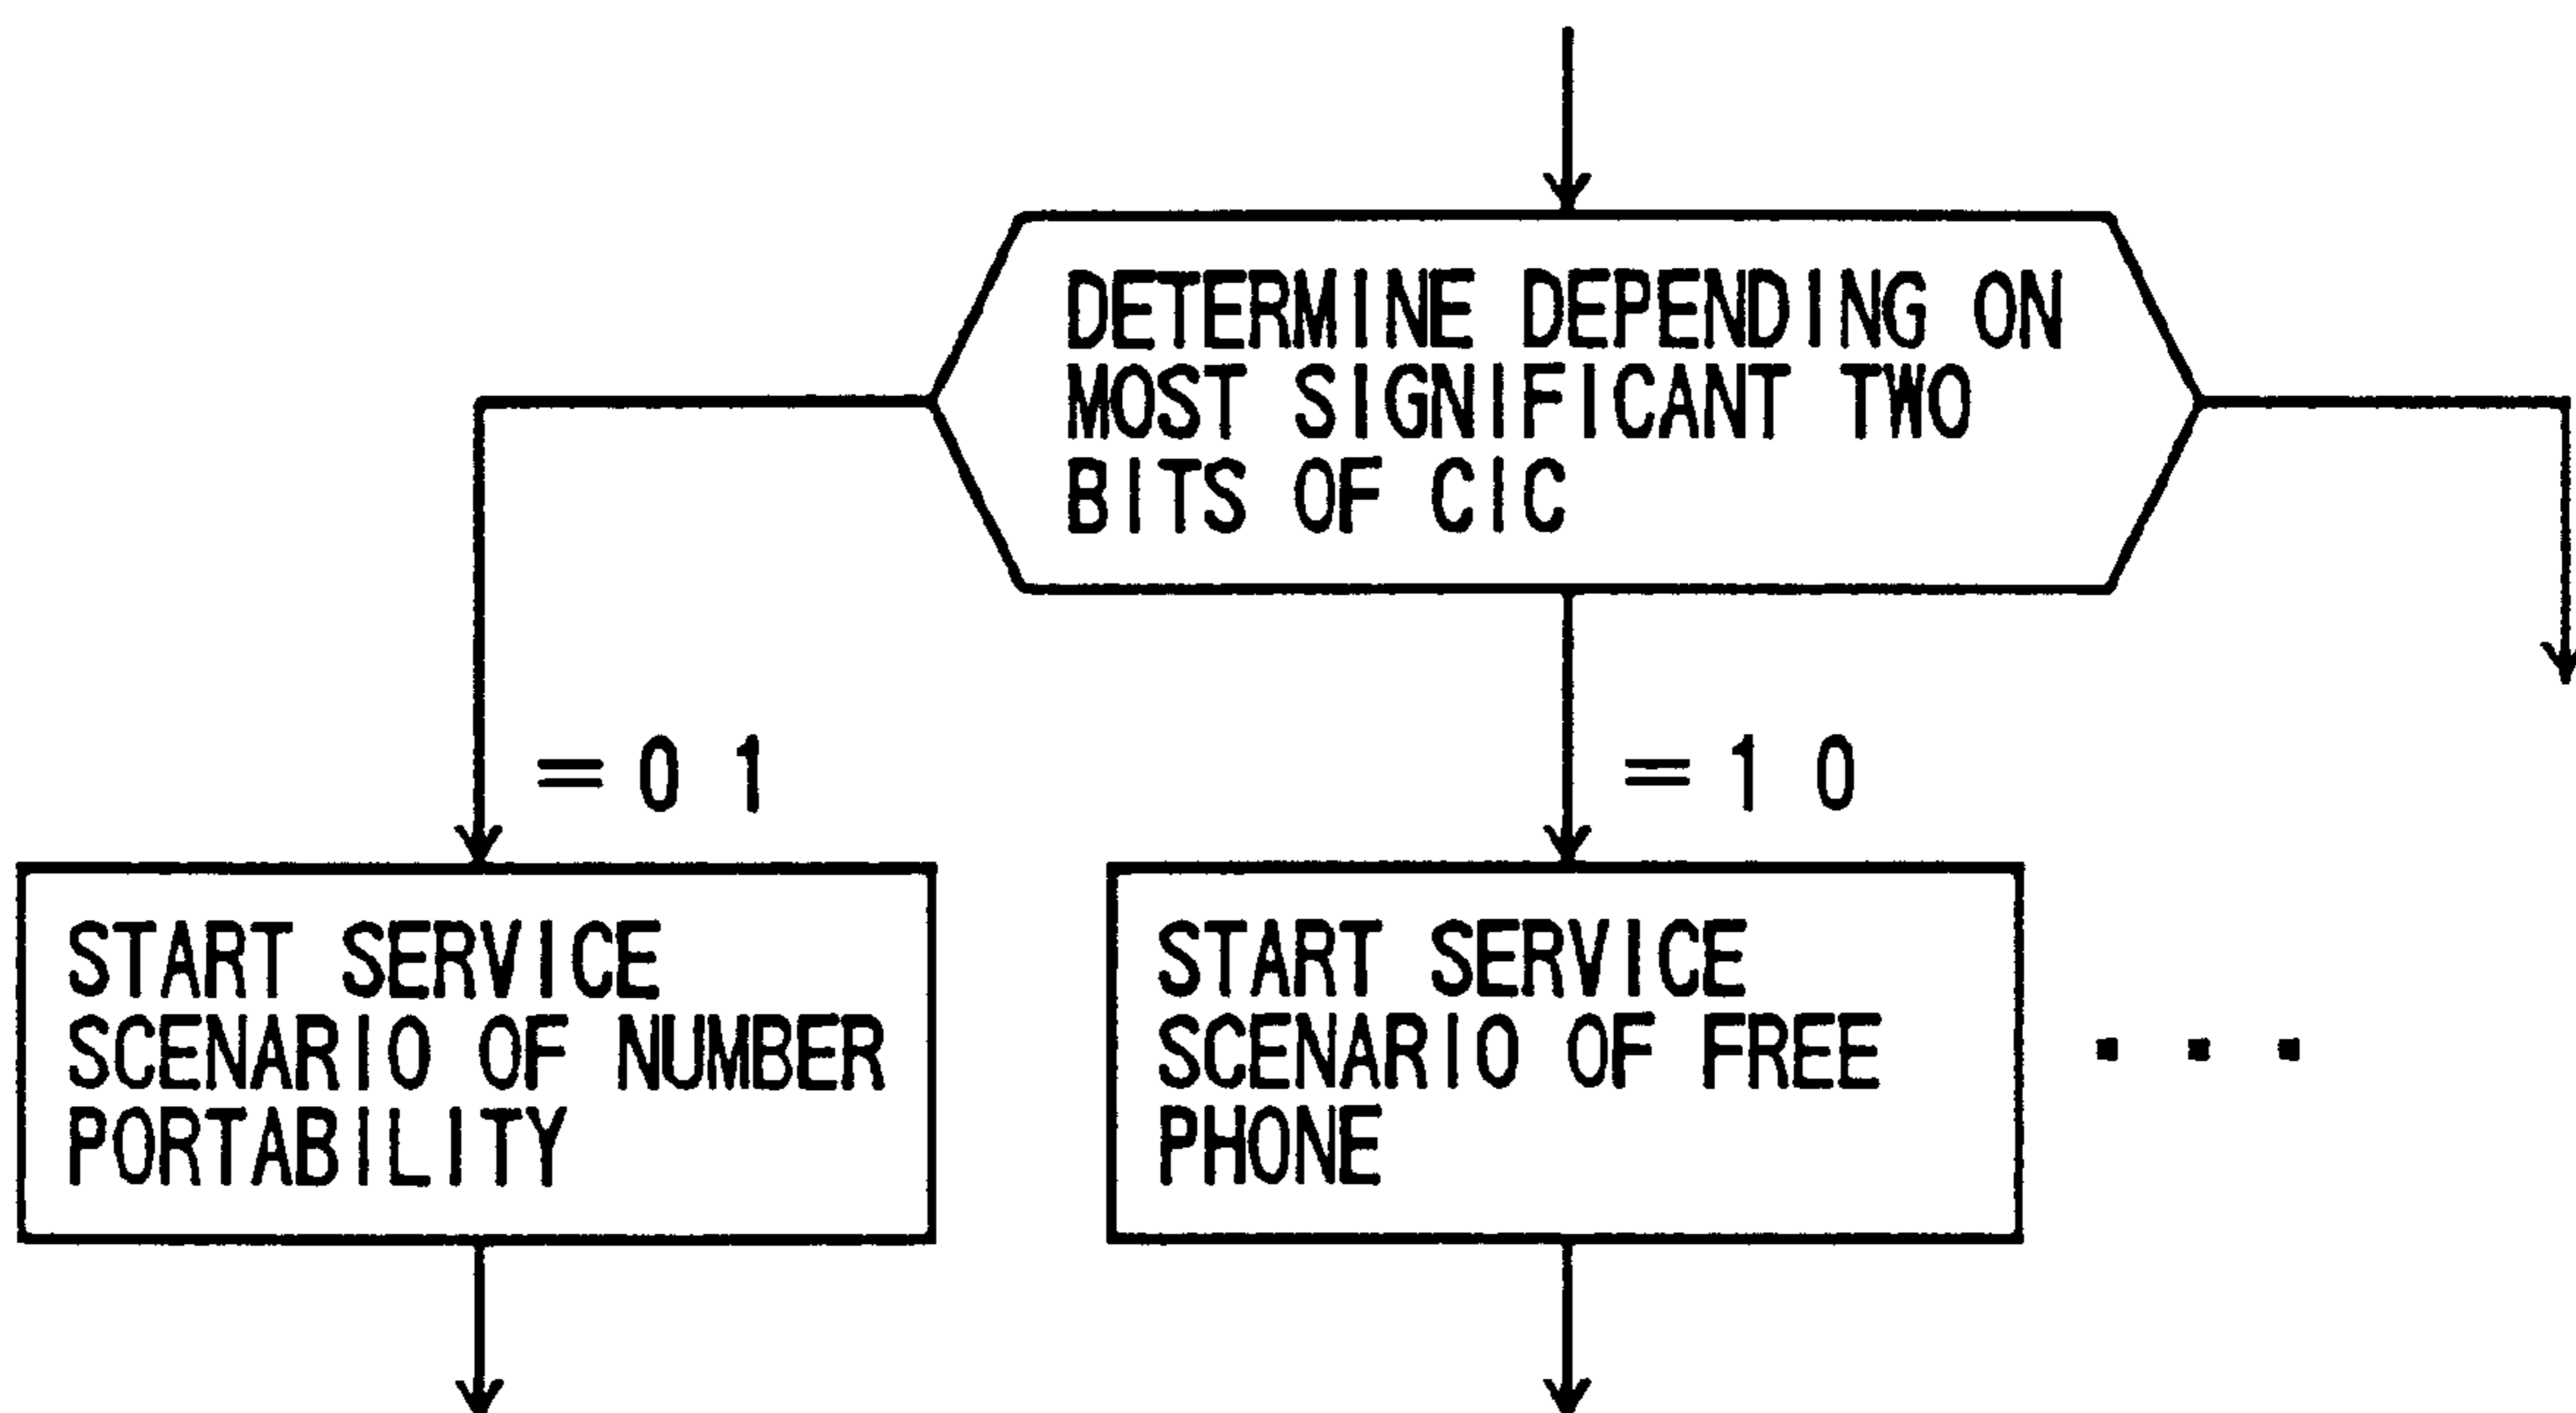 DETERMINE DEPENDING ON
MOST SIGNIFICANT TWO
BITS OF CIC
=01
=10
START SERVICE
SCENARIO OF NUMBER
PORTABILITY
START SERVICE
SCENARIO OF FREE
PHONE
...